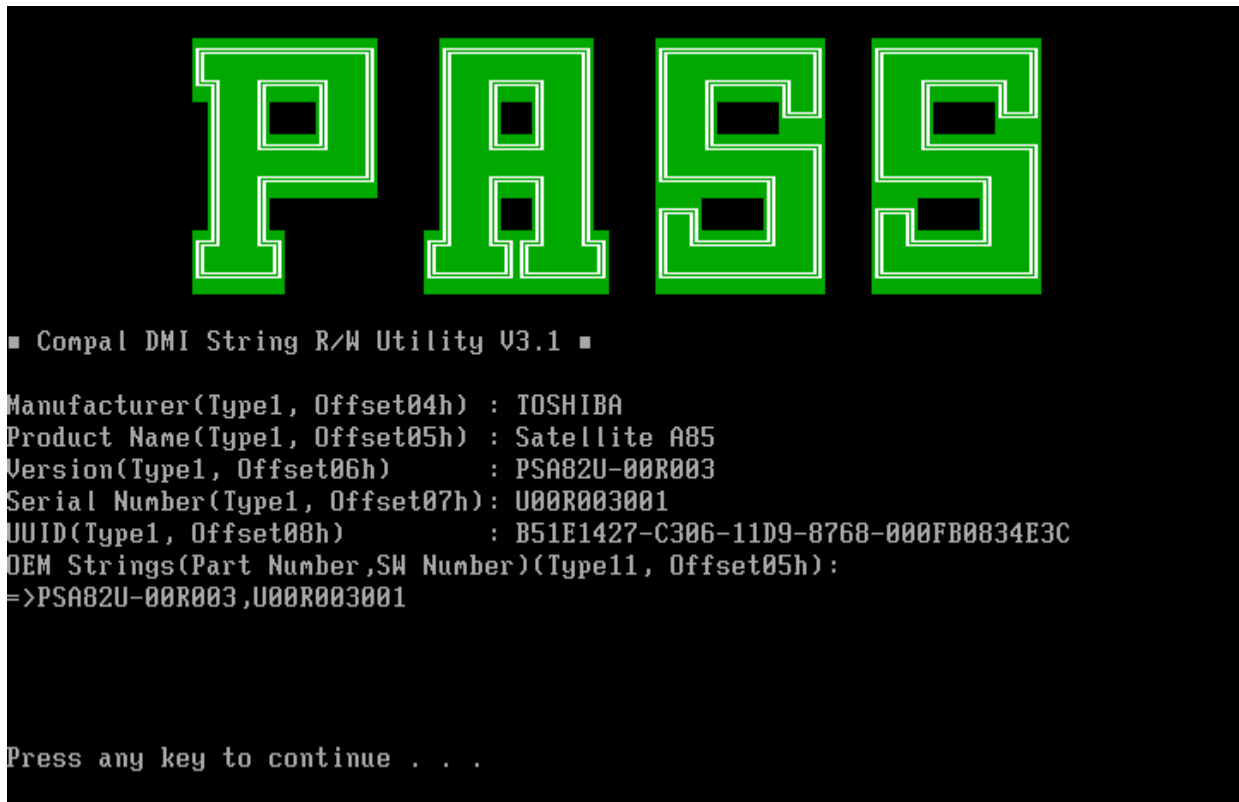 PASS
▪ Compal DMI String R/W Utility V3.1 ▪
Manufacturer(Type1, Offset04h) : TOSHIBA
Product Name(Type1, Offset05h) : Satellite A85
Version(Type1, Offset06h)      : PSA82U-00R003
Serial Number(Type1, Offset07h): U00R003001
UUID(Type1, Offset08h)         : B51E1427-C306-11D9-8768-000FB0834E3C
OEM Strings(Part Number,SW Number)(Type11, Offset05h):
=>PSA82U-00R003,U00R003001
Press any key to continue . . .